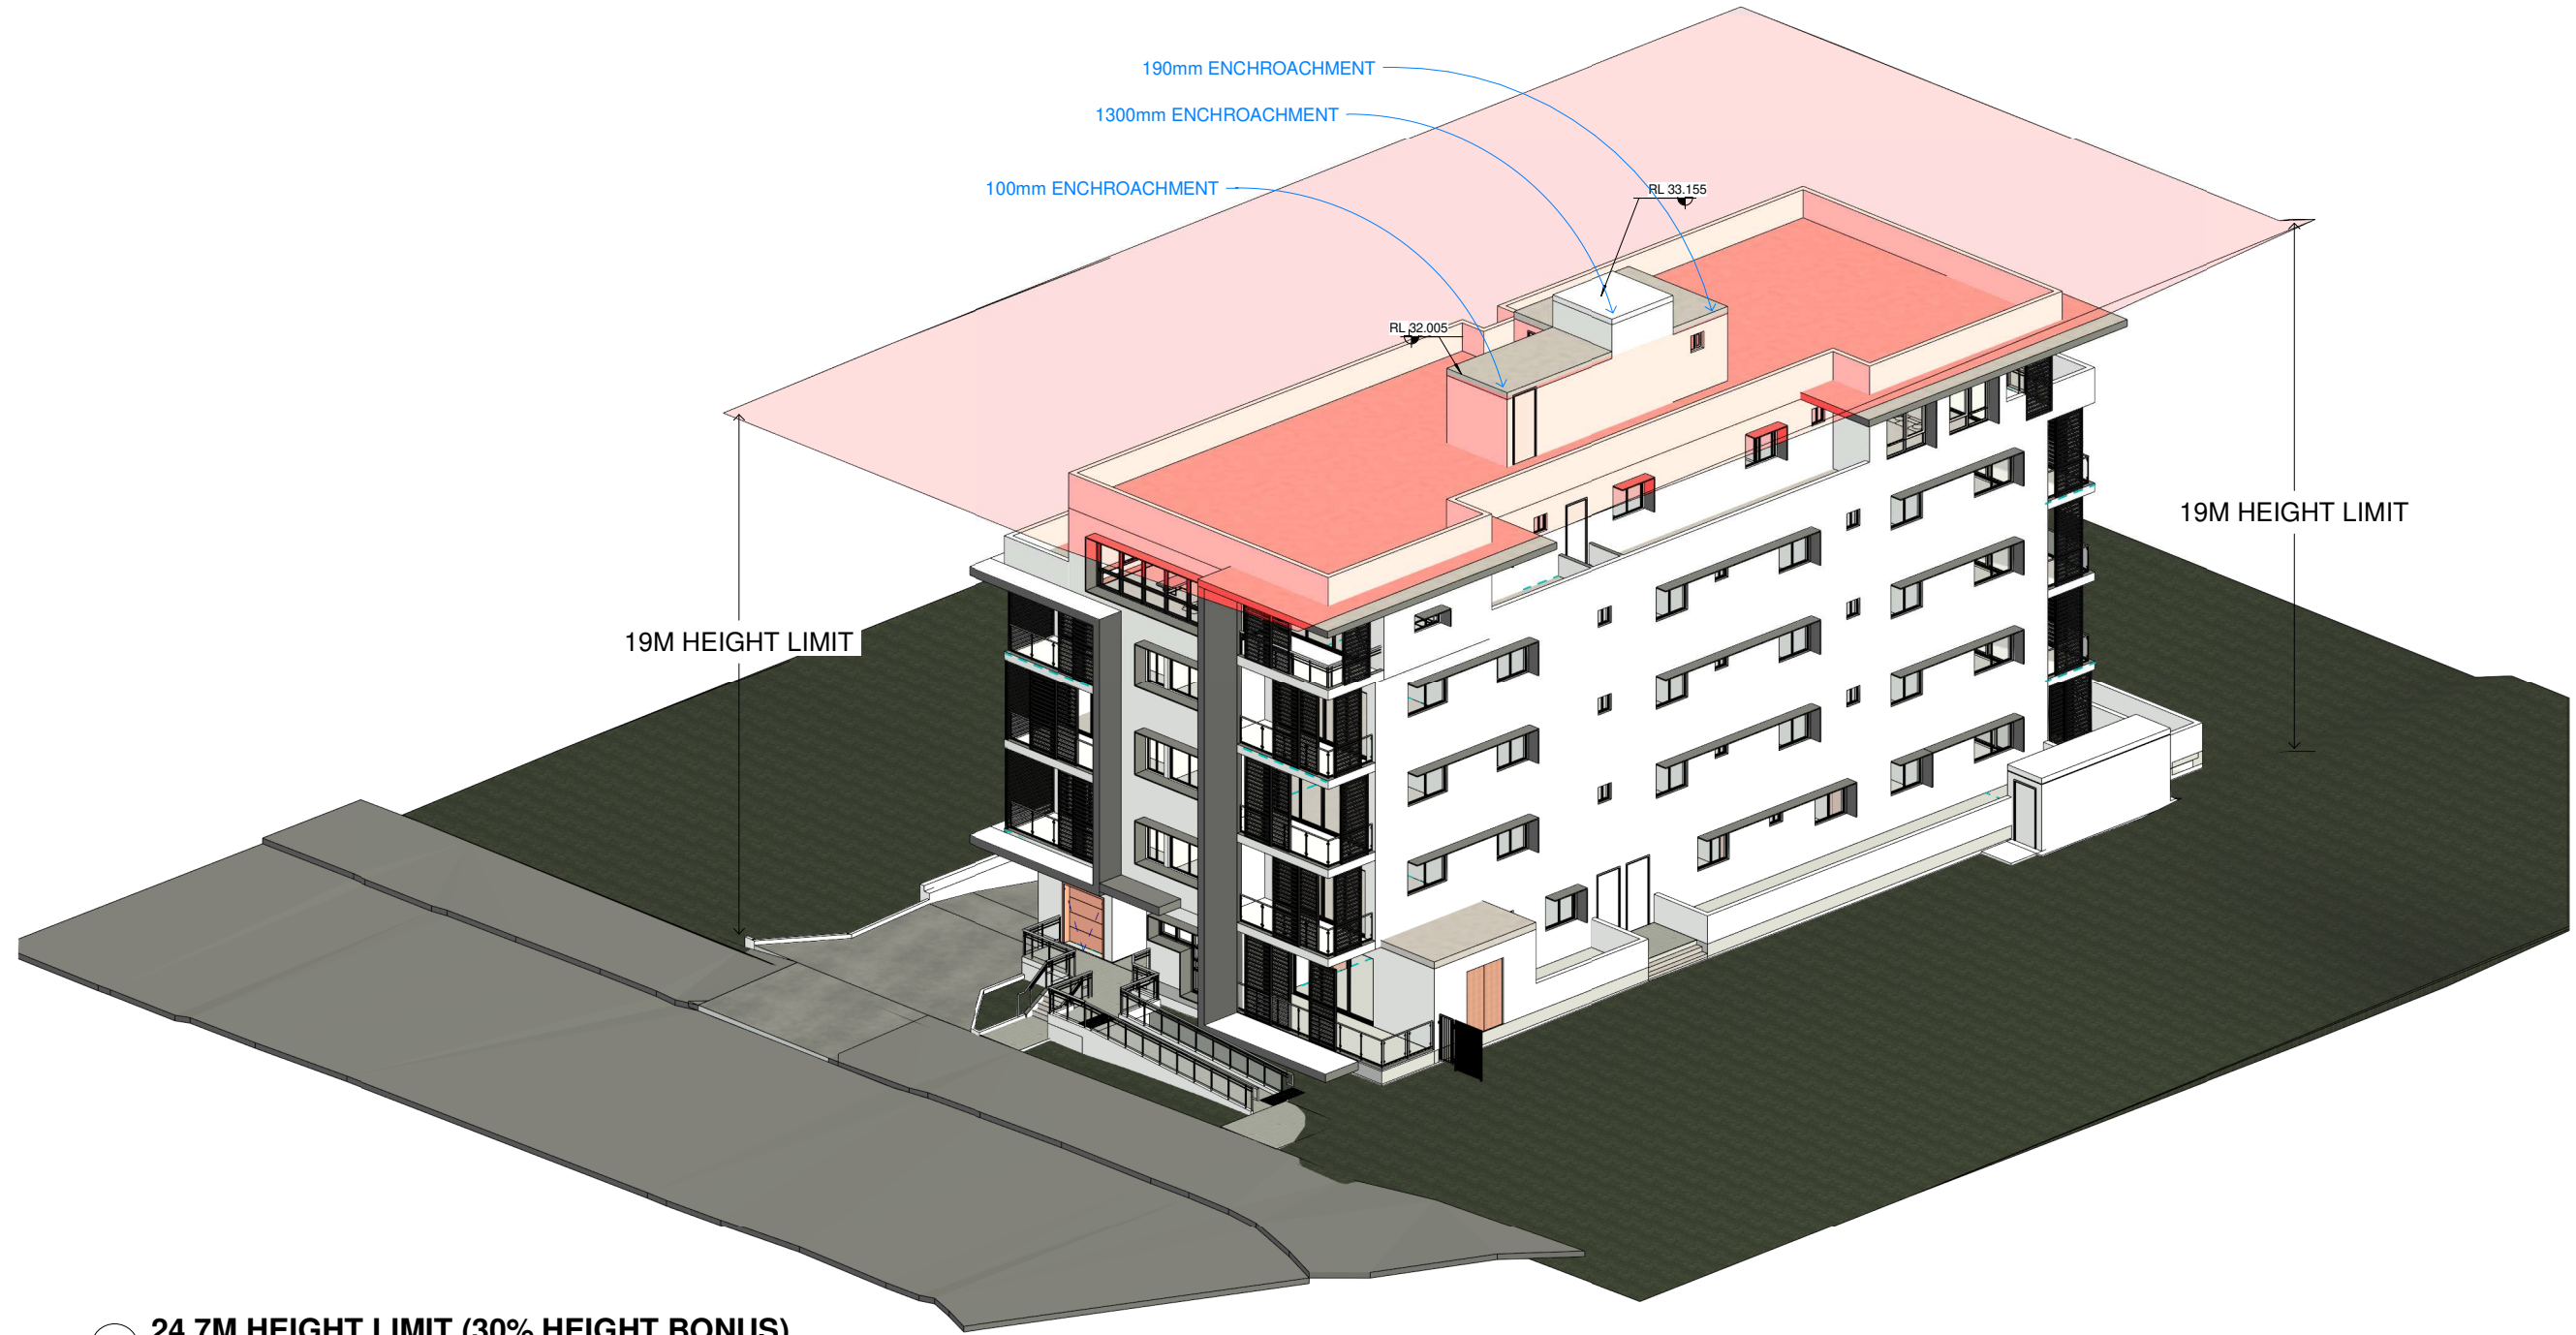 190mm ENCHROACHMENT
1300mm ENCHROACHMENT
100mm ENCHROACHMENT
RL 33.155
RL 32.005
19M HEIGHT LIMIT
19M HEIGHT LIMIT
24.7M HEIGHT LIMIT (30% HEIGHT BONUS)